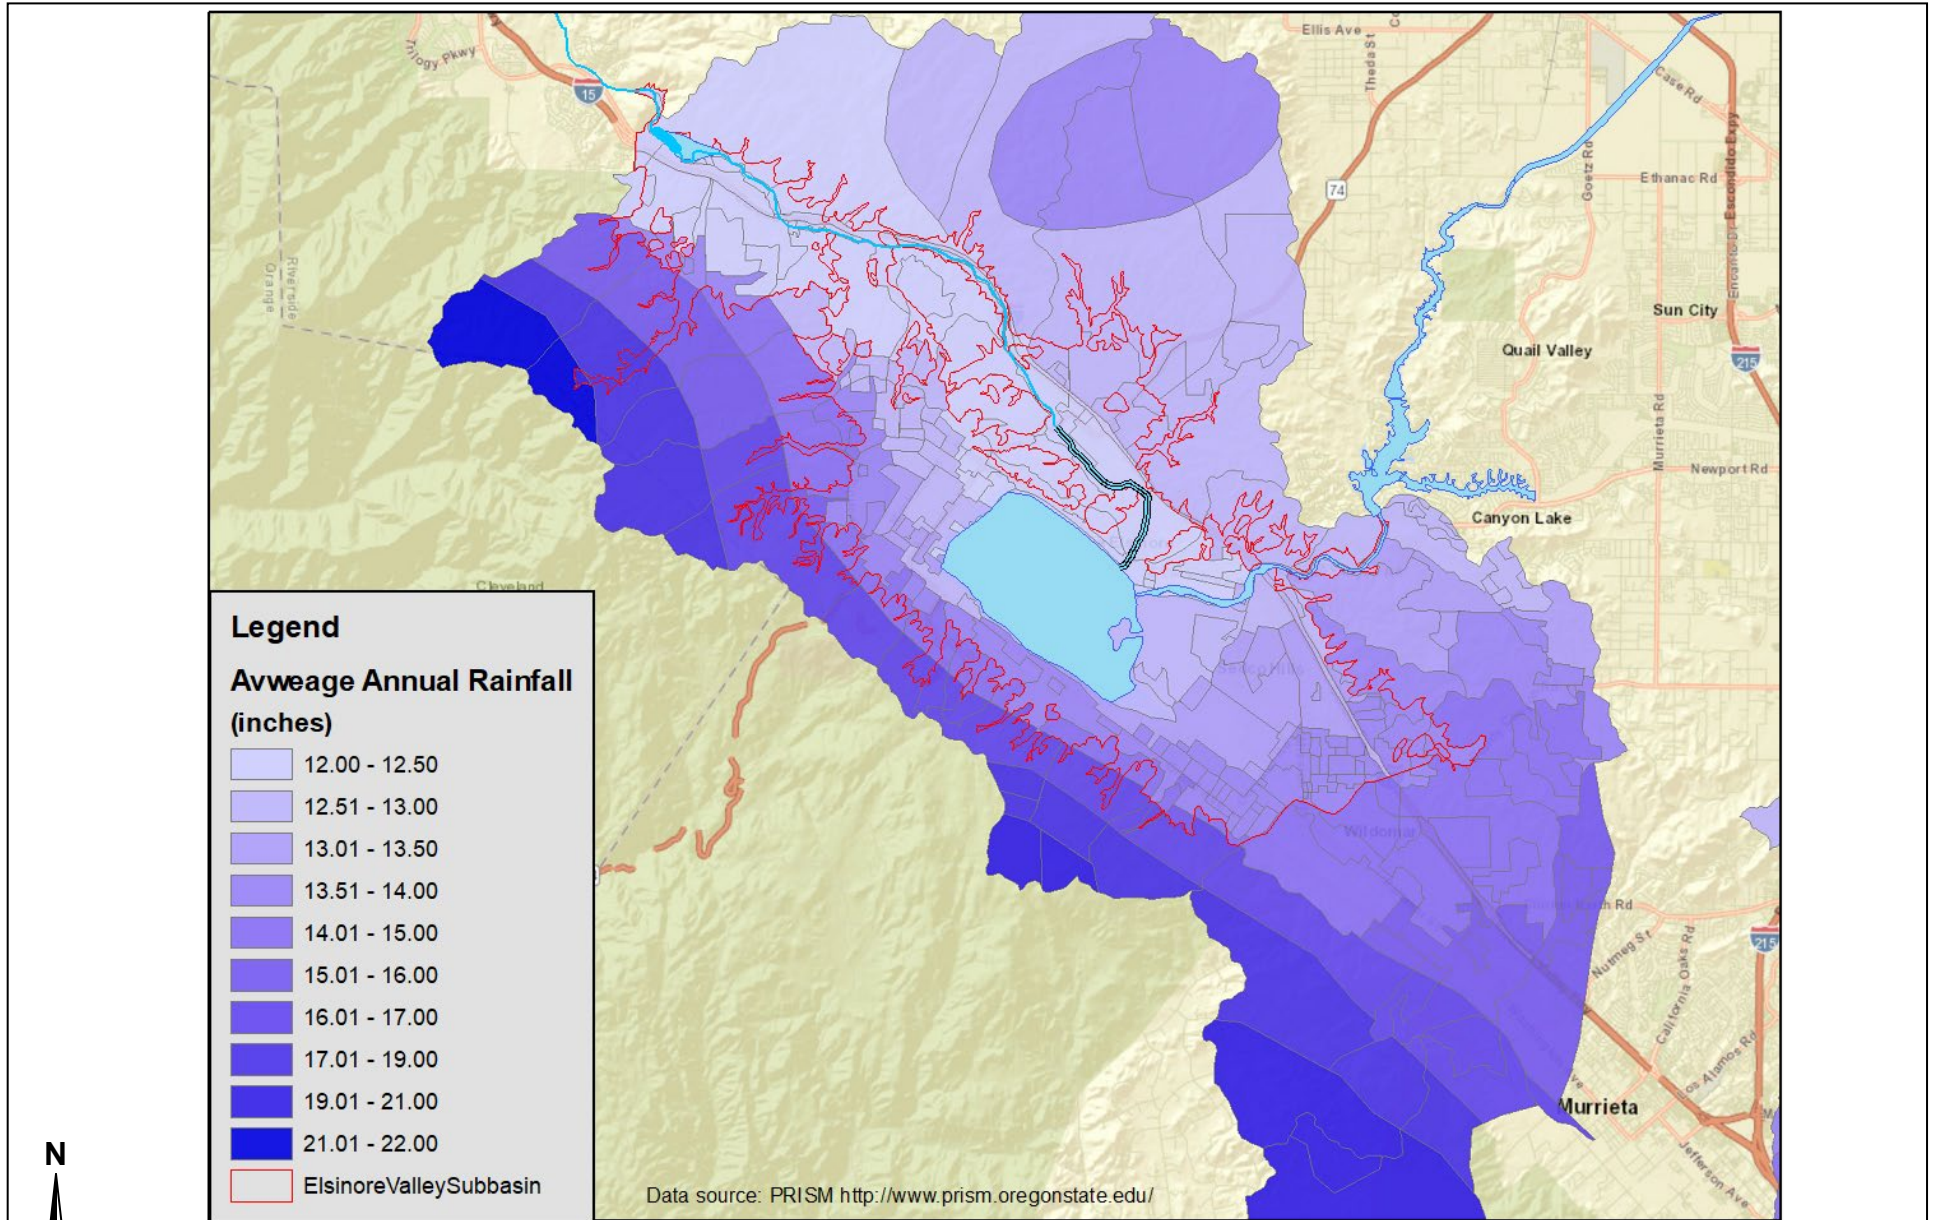 Ellis Ave
Trilogy Pkwy
Theda St
15
Case Rd
74
Ethanac Rd
Goetz Rd
Encanto Di Escondido Expy
Riverside
Orange
Sun City
Quail Valley
215
Murrieta Rd
Newport Rd
Canyon Lake
Cleveland
Wildomar
Nutmeg St
215
California Oaks Rd
Los Alamos Rd
Murrieta
Jefferson Ave
Legend
Avweage Annual Rainfall
(inches)
12.00 - 12.50
12.51 - 13.00
13.01 - 13.50
13.51 - 14.00
14.01 - 15.00
15.01 - 16.00
16.01 - 17.00
17.01 - 19.00
19.01 - 21.00
21.01 - 22.00
ElsinoreValleySubbasin
Data source: PRISM http://www.prism.oregonstate.edu/
N